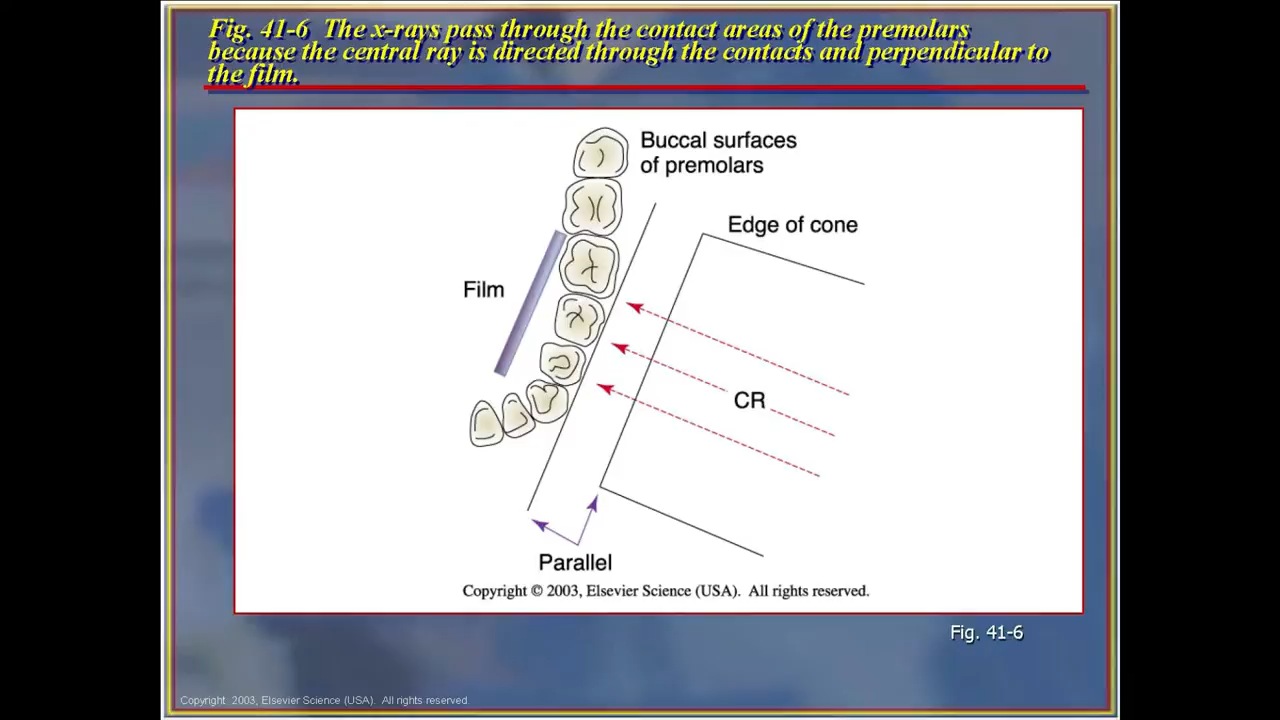 Fig. 41-6 The x-rays pass through the contact areas of the premolars
because the central ray is directed through the contacts and perpendicular to
the film.
Buccal surfaces
of premolars
Edge of cone
Film
CR
Parallel
Copyright © 2003, Elsevier Science (USA). All rights reserved.
Fig. 41-6
Copyright 2003, Elsevier Science (USA). All rights reserved.